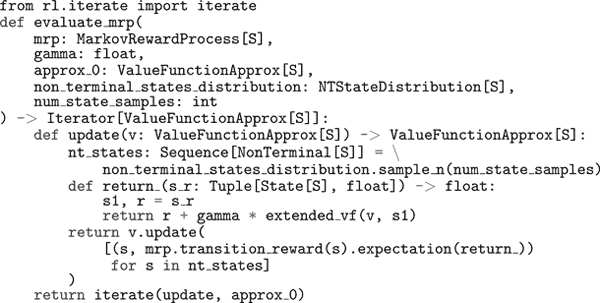 from rl.iterate import iterate
def evaluate_mrp(
    mrp: MarkovRewardProcess[S],
    gamma: float,
    approx_0: ValueFunctionApprox[S],
    non_terminal_states_distribution: NTStateDistribution[S],
    num_state_samples: int
) -> Iterator[ValueFunctionApprox[S]]:
    def update(v: ValueFunctionApprox[S]) -> ValueFunctionApprox[S]:
        nt_states: Sequence[NonTerminal[S]] = \
            non_terminal_states_distribution.sample_n(num_state_samples)
        def return_(s_r: Tuple[State[S], float]) -> float:
            s1, r = s_r
            return r + gamma * extended_vf(v, s1)
        return v.update(
            [(s, mrp.transition_reward(s).expectation(return_))
             for s in nt_states]
        )
    return iterate(update, approx_0)